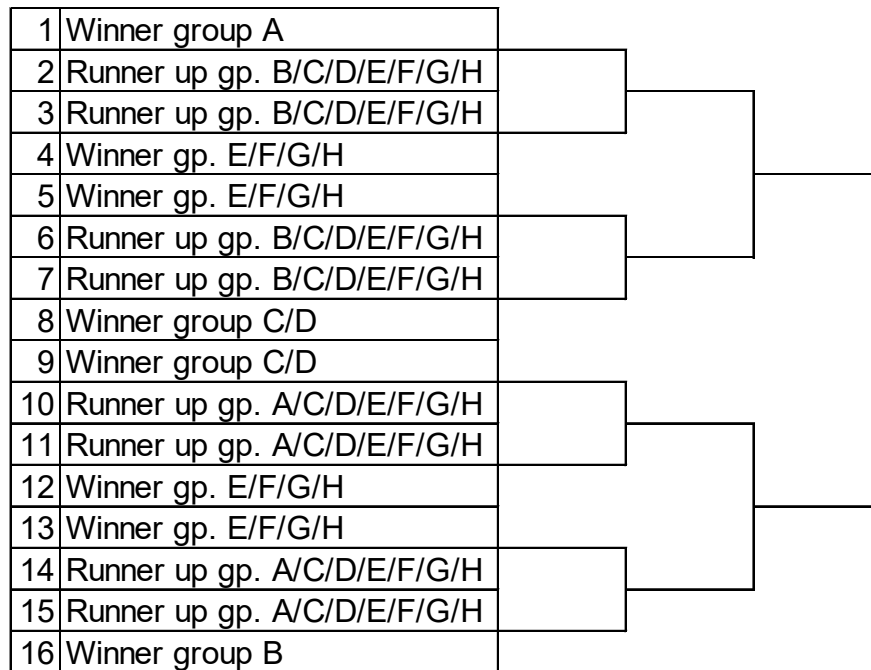 1 Winner group A
2 Runner up gp. B/C/D/E/F/G/H
3 Runner up gp. B/C/D/E/F/G/H
4 Winner gp. E/F/G/H
5 Winner gp. E/F/G/H
6 Runner up gp. B/C/D/E/F/G/H
7 Runner up gp. B/C/D/E/F/G/H
8 Winner group C/D
9 Winner group C/D
10 Runner up gp. A/C/D/E/F/G/H
11 Runner up gp. A/C/D/E/F/G/H
12 Winner gp. E/F/G/H
13 Winner gp. E/F/G/H
14 Runner up gp. A/C/D/E/F/G/H
15 Runner up gp. A/C/D/E/F/G/H
16 Winner group B